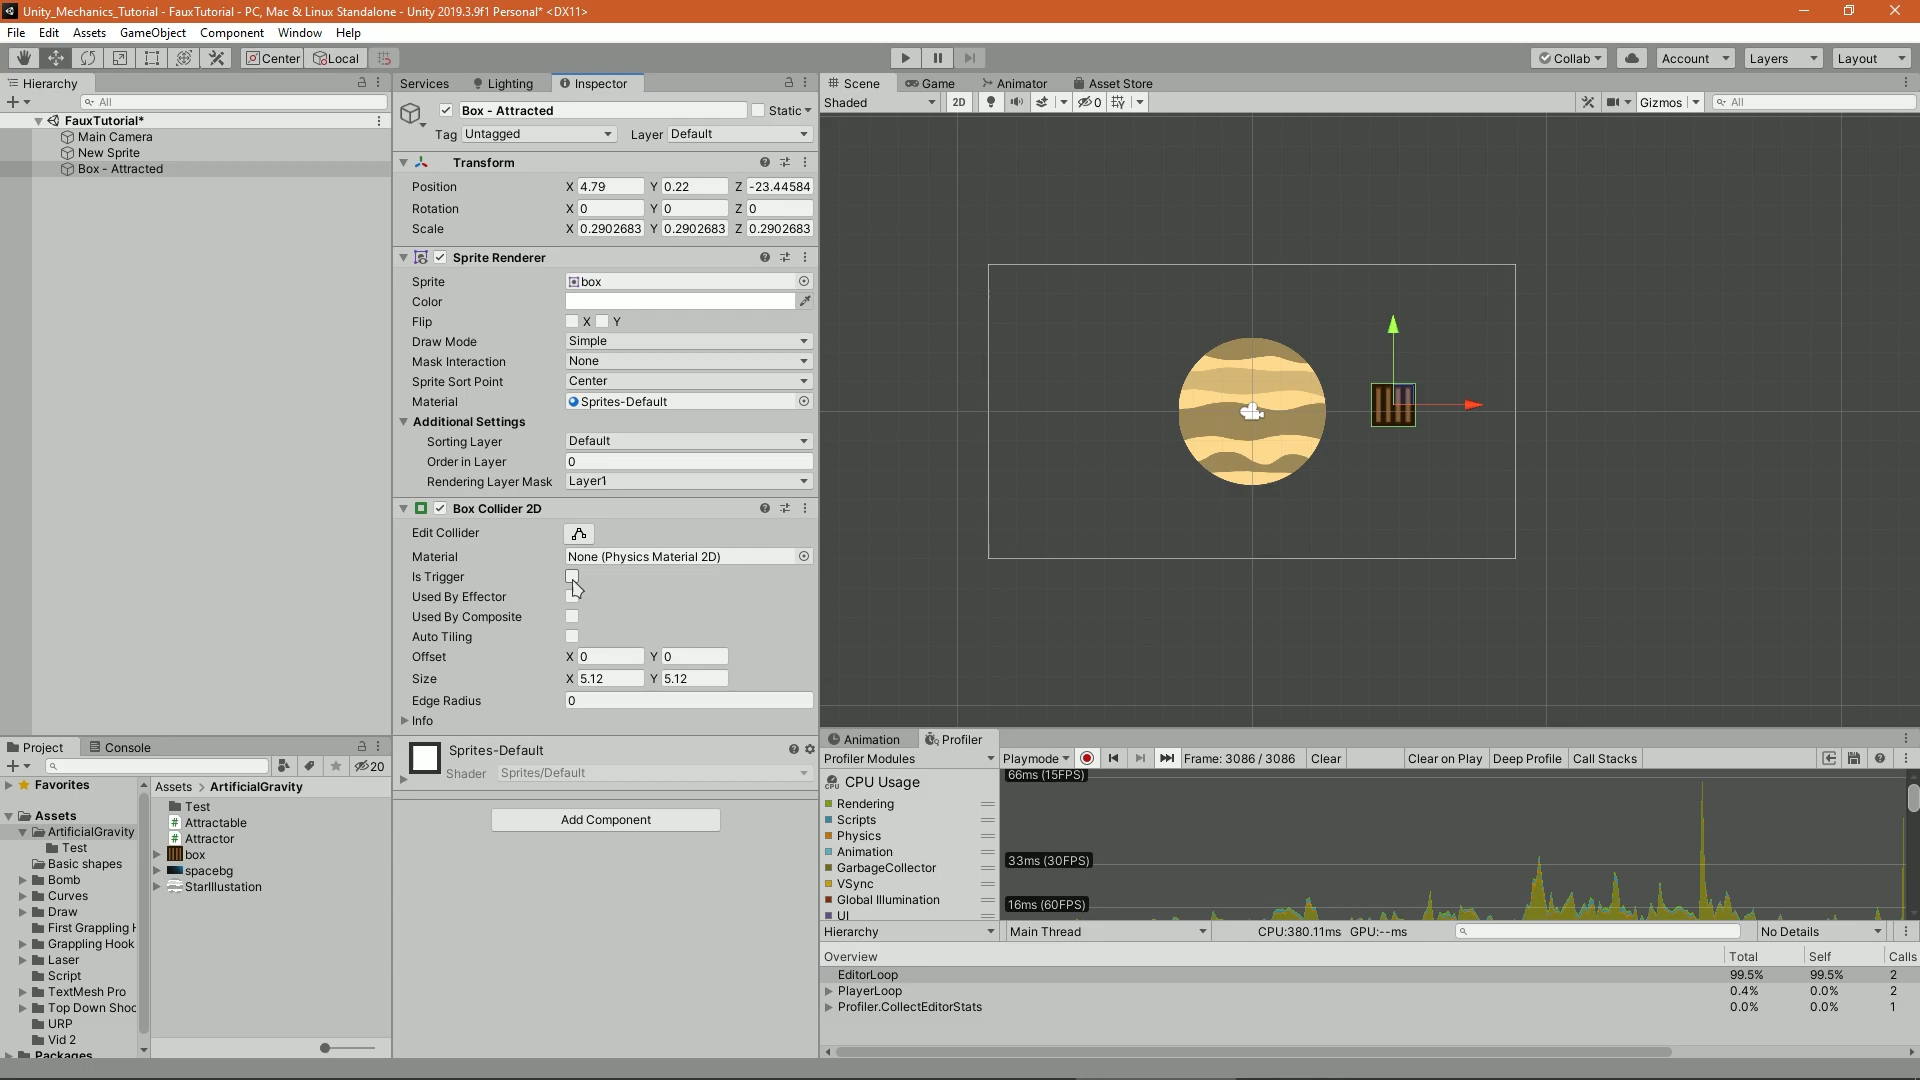 Unity_Mechanics_Tutorial - FauxTutorial - PC, Mac & Linux Standalone - Unity 2019.3.9f1 Personal* <DX11>
File Edit Assets GameObject Component Window Help
Center Local Collab Account Layers Layout
Hierarchy
All
FauxTutorial*
Main Camera
New Sprite
Box - Attracted
Services Lighting Inspector
Box - Attracted Static
Tag Untagged Layer Default
Transform
Position X 4.79 Y 0.22 Z -23.44584
Rotation X 0 Y 0 Z 0
Scale X 0.2902683 Y 0.2902683 Z 0.2902683
Sprite Renderer
Sprite box
Color
Flip X Y
Draw Mode Simple
Mask Interaction None
Sprite Sort Point Center
Material Sprites-Default
Additional Settings
Sorting Layer Default
Order in Layer 0
Rendering Layer Mask Layer1
Box Collider 2D
Edit Collider
Material None (Physics Material 2D)
Is Trigger
Used By Effector
Used By Composite
Auto Tiling
Offset X 0 Y 0
Size X 5.12 Y 5.12
Edge Radius 0
Info
Sprites-Default
Shader Sprites/Default
Add Component
Scene Game Animator Asset Store
Shaded 2D 0 Gizmos All
Project Console
20
Favorites
Assets
ArtificialGravity
Test
Basic shapes
Bomb
Curves
Draw
First Grappling H
Grappling Hook
Laser
Script
TextMesh Pro
Top Down Shoo
URP
Vid 2
Packages
Assets > ArtificialGravity
Test
Attractable
Attractor
box
spacebg
StarIllustation
Animation Profiler
Profiler Modules Playmode Frame: 3086 / 3086 Clear Clear on Play Deep Profile Call Stacks
CPU Usage
Rendering
Scripts
Physics
Animation
GarbageCollector
VSync
Global Illumination
UI
66ms (15FPS)
33ms (30FPS)
16ms (60FPS)
Hierarchy Main Thread CPU:380.11ms GPU:--ms No Details
Overview Total Self Calls
EditorLoop 99.5% 99.5% 2
PlayerLoop 0.4% 0.0% 2
Profiler.CollectEditorStats 0.0% 0.0% 1